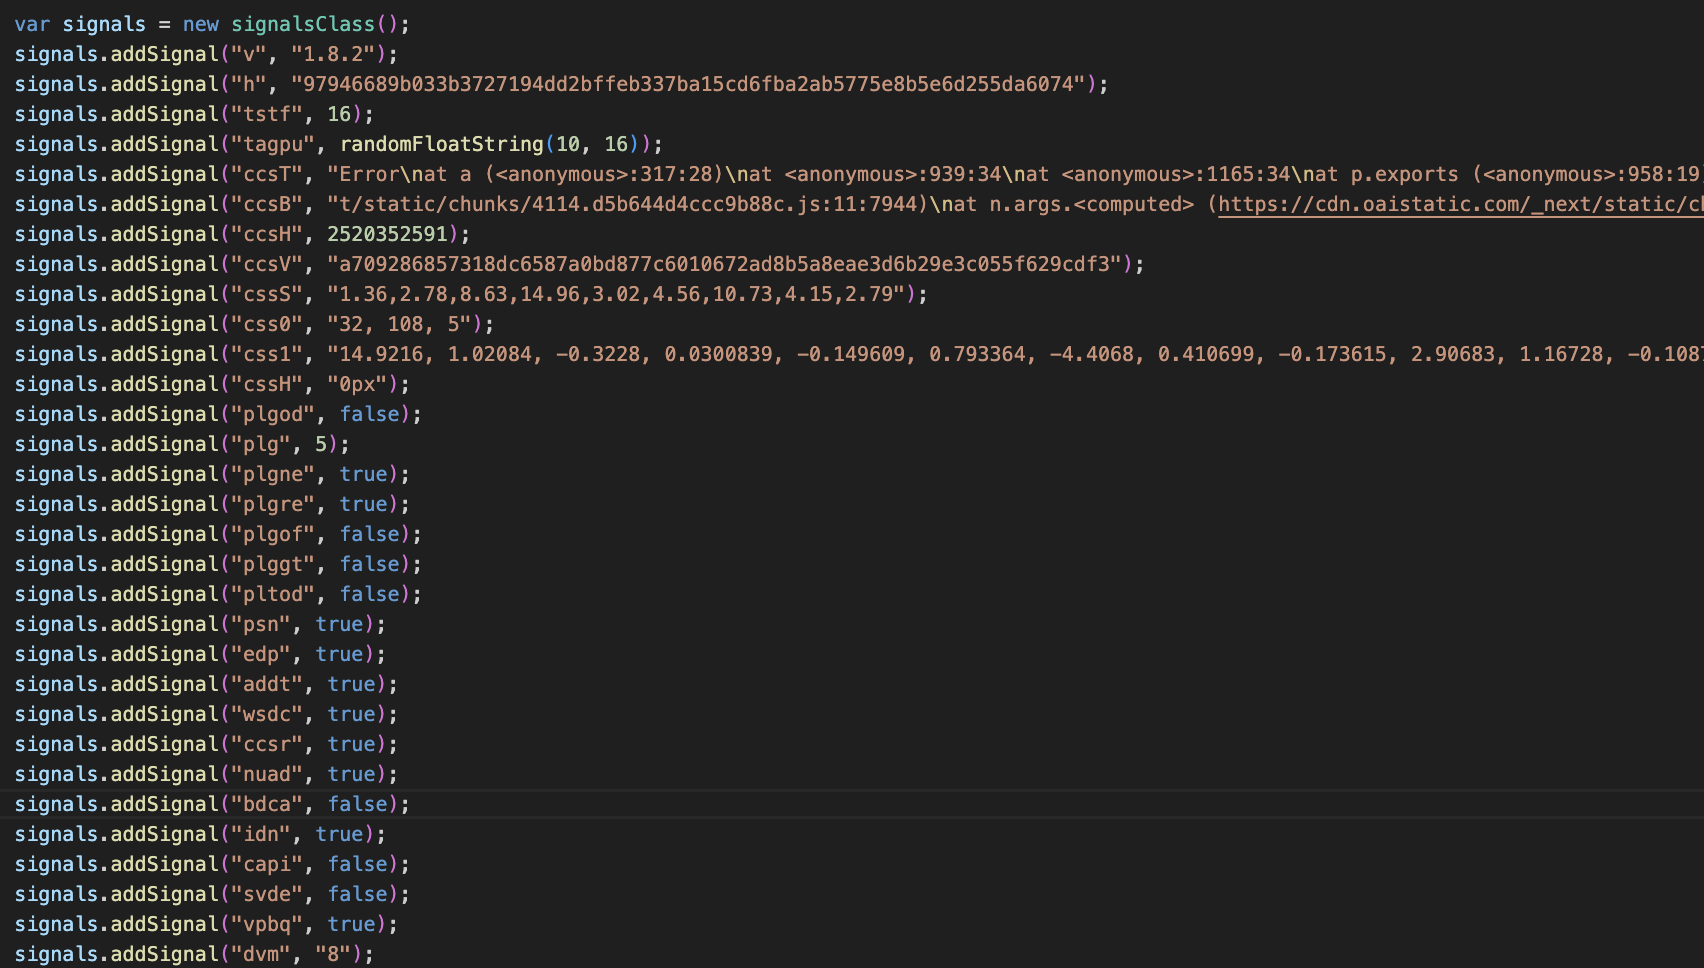 var signals = new signalsClass();
signals.addSignal("v", "1.8.2");
signals.addSignal("h", "97946689b033b3727194dd2bffeb337ba15cd6fba2ab5775e8b5e6d255da6074");
signals.addSignal("tstf", 16);
signals.addSignal("tagpu", randomFloatString(10, 16));
signals.addSignal("ccsT", "Error\nat a (<anonymous>:317:28)\nat <anonymous>:939:34\nat <anonymous>:1165:34\nat p.exports (<anonymous>:958:19)
signals.addSignal("ccsB", "t/static/chunks/4114.d5b644d4ccc9b88c.js:11:7944)\nat n.args.<computed> (https://cdn.oaistatic.com/_next/static/ch
signals.addSignal("ccsH", 2520352591);
signals.addSignal("ccsV", "a709286857318dc6587a0bd877c6010672ad8b5a8eae3d6b29e3c055f629cdf3");
signals.addSignal("cssS", "1.36,2.78,8.63,14.96,3.02,4.56,10.73,4.15,2.79");
signals.addSignal("css0", "32, 108, 5");
signals.addSignal("css1", "14.9216, 1.02084, -0.3228, 0.0300839, -0.149609, 0.793364, -4.4068, 0.410699, -0.173615, 2.90683, 1.16728, -0.108
signals.addSignal("cssH", "0px");
signals.addSignal("plgod", false);
signals.addSignal("plg", 5);
signals.addSignal("plgne", true);
signals.addSignal("plgre", true);
signals.addSignal("plgof", false);
signals.addSignal("plggt", false);
signals.addSignal("pltod", false);
signals.addSignal("psn", true);
signals.addSignal("edp", true);
signals.addSignal("addt", true);
signals.addSignal("wsdc", true);
signals.addSignal("ccsr", true);
signals.addSignal("nuad", true);
signals.addSignal("bdca", false);
signals.addSignal("idn", true);
signals.addSignal("capi", false);
signals.addSignal("svde", false);
signals.addSignal("vpbq", true);
signals.addSignal("dvm", "8");